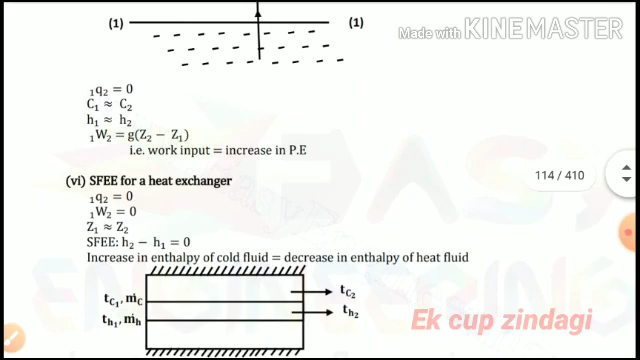 (1) (1)
Made with KINEMASTER
₁q₂ = 0
C₁ ≈ C₂
h₁ ≈ h₂
₁W₂ = g(Z₂ − Z₁)
i.e. work input = increase in P.E
114 / 410
(vi) SFEE for a heat exchanger
₁q₂ = 0
₁W₂ = 0
Z₁ ≈ Z₂
SFEE: h₂ − h₁ = 0
Increase in enthalpy of cold fluid = decrease in enthalpy of heat fluid
t_C₁, ṁ_C t_C₂
t_h₁, ṁ_h t_h₂
Ek cup zindagi